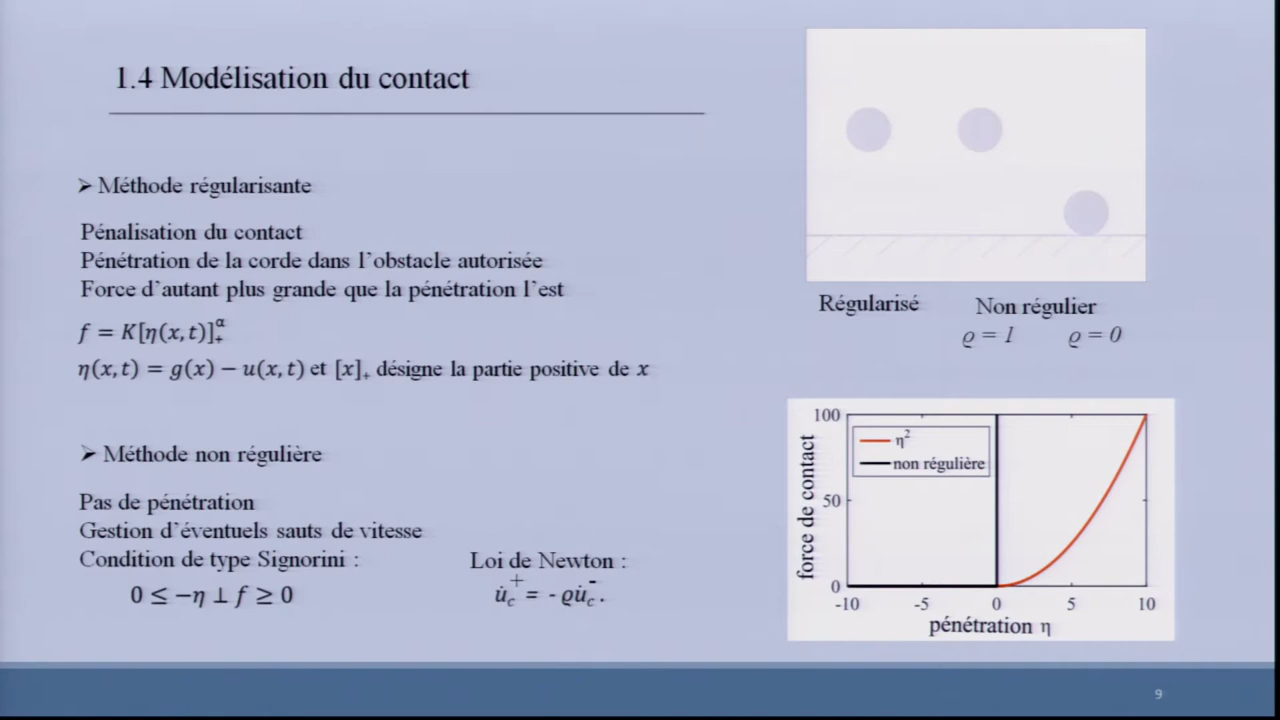 1.4 Modélisation du contact
➢ Méthode régularisante
Pénalisation du contact
Pénétration de la corde dans l’obstacle autorisée
Force d’autant plus grande que la pénétration l’est
f = K[η(x,t)]₊^α
η(x,t) = g(x) − u(x,t) et [x]₊ désigne la partie positive de x
➢ Méthode non régulière
Pas de pénétration
Gestion d’éventuels sauts de vitesse
Condition de type Signorini :
0 ≤ −η ⊥ f ≥ 0
Loi de Newton :
u̇_c^+ = - ϱu̇_c^-.
Régularisé
Non régulier
ϱ = 1 ϱ = 0
force de contact
100
50
0
η²
non régulière
-10 -5 0 5 10
pénétration η
9